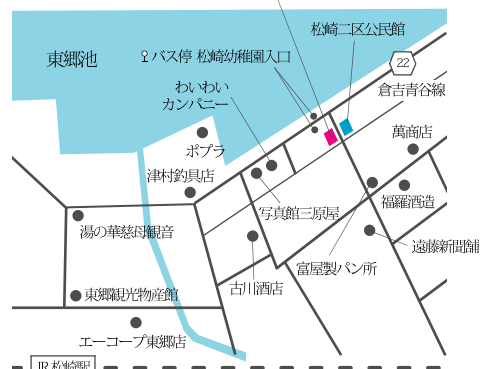 松崎二区公民館
東郷池
バス停 松崎幼稚園入口
22
倉吉青谷線
わいわい
カンパニー
萬商店
ポプラ
津村釣具店
福羅酒造
写真館三原屋
湯の華慈母観音
遠藤新聞舗
富屋製パン所
古川酒店
東郷観光物産館
エーコープ東郷店
JR 松崎駅